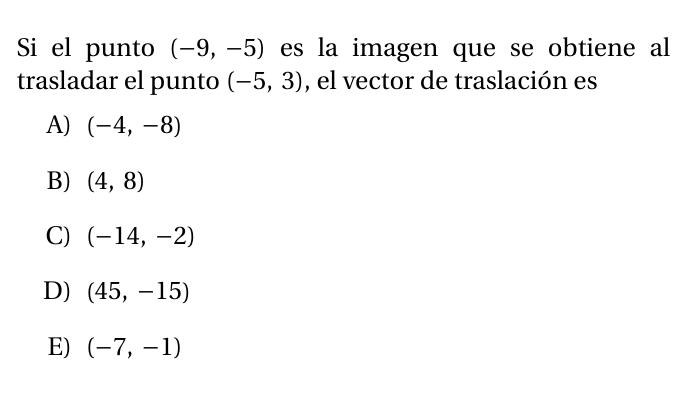 Si el punto (−9, −5) es la imagen que se obtiene al
trasladar el punto (−5, 3), el vector de traslación es
A) (−4, −8)
B) (4, 8)
C) (−14, −2)
D) (45, −15)
E) (−7, −1)